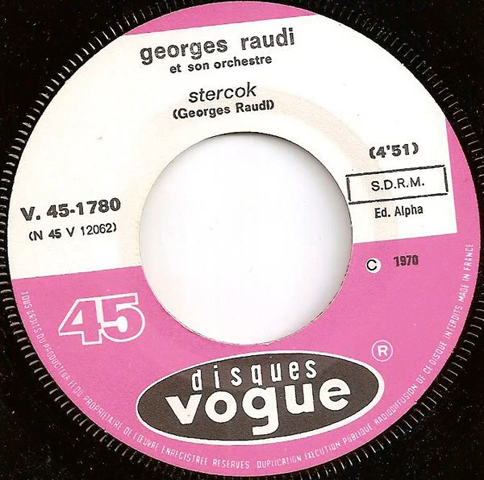 georges raudi
et son orchestre
stercok
(Georges Raudi)
(4'51)
S.D.R.M.
Ed. Alpha
V. 45-1780
(N 45 V 12062)
© 1970
45
®
disques
vogue
TOUS DROITS DU PRODUCTEUR ET DU PROPRIETAIRE DE L'ŒUVRE ENREGISTREE RESERVES. DUPLICATION EXECUTION PUBLIQUE RADIODIFFUSION DE CE DISQUE INTERDITS MADE IN FRANCE